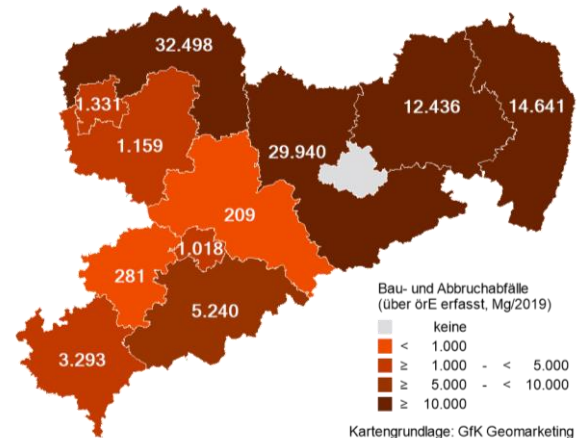 32.498
1.331
12.436
14.641
1.159
29.940
209
1.018
281
5.240
3.293
Bau- und Abbruchabfälle
(über örE erfasst, Mg/2019)
keine
< 1.000
≥ 1.000 - < 5.000
≥ 5.000 - < 10.000
≥ 10.000
Kartengrundlage: GfK Geomarketing